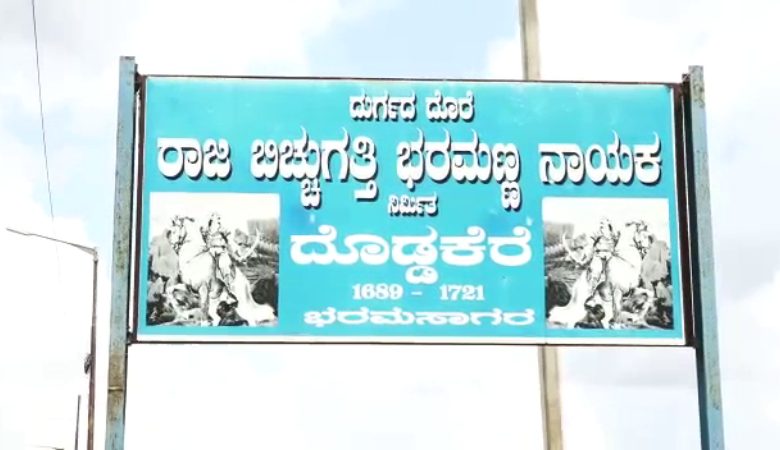 ದುರ್ಗದ ದೊರೆ
ರಾಜ ಬಿಚ್ಚುಗತ್ತಿ ಭರಮಣ್ಣ ನಾಯಕ
ನಿರ್ಮಿತ
ದೊಡ್ಡಕೆರೆ
1689 - 1721
ಭರಮಸಾಗರ